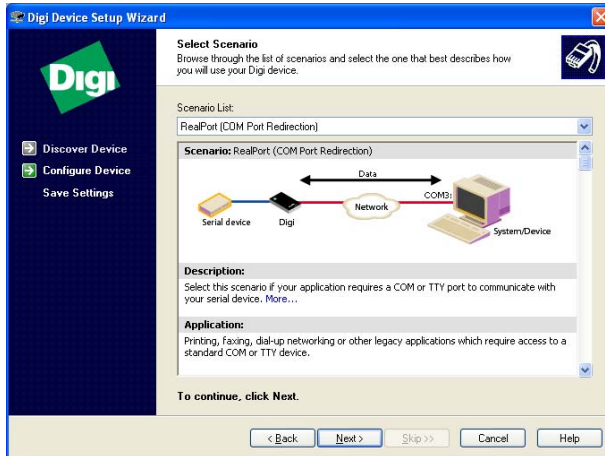 Digi Device Setup Wizard
Digi
Select Scenario
Browse through the list of scenarios and select the one that best describes how
you will use your Digi device.
Discover Device
Configure Device
Save Settings
Scenario List:
RealPort (COM Port Redirection)
Scenario: RealPort (COM Port Redirection)
Data
COM3:
Network
Serial device
Digi
System/Device
Description:
Select this scenario if your application requires a COM or TTY port to communicate with
your serial device. More...
Application:
Printing, faxing, dial-up networking or other legacy applications which require access to a
standard COM or TTY device.
To continue, click Next.
< Back
Next >
Skip >>
Cancel
Help